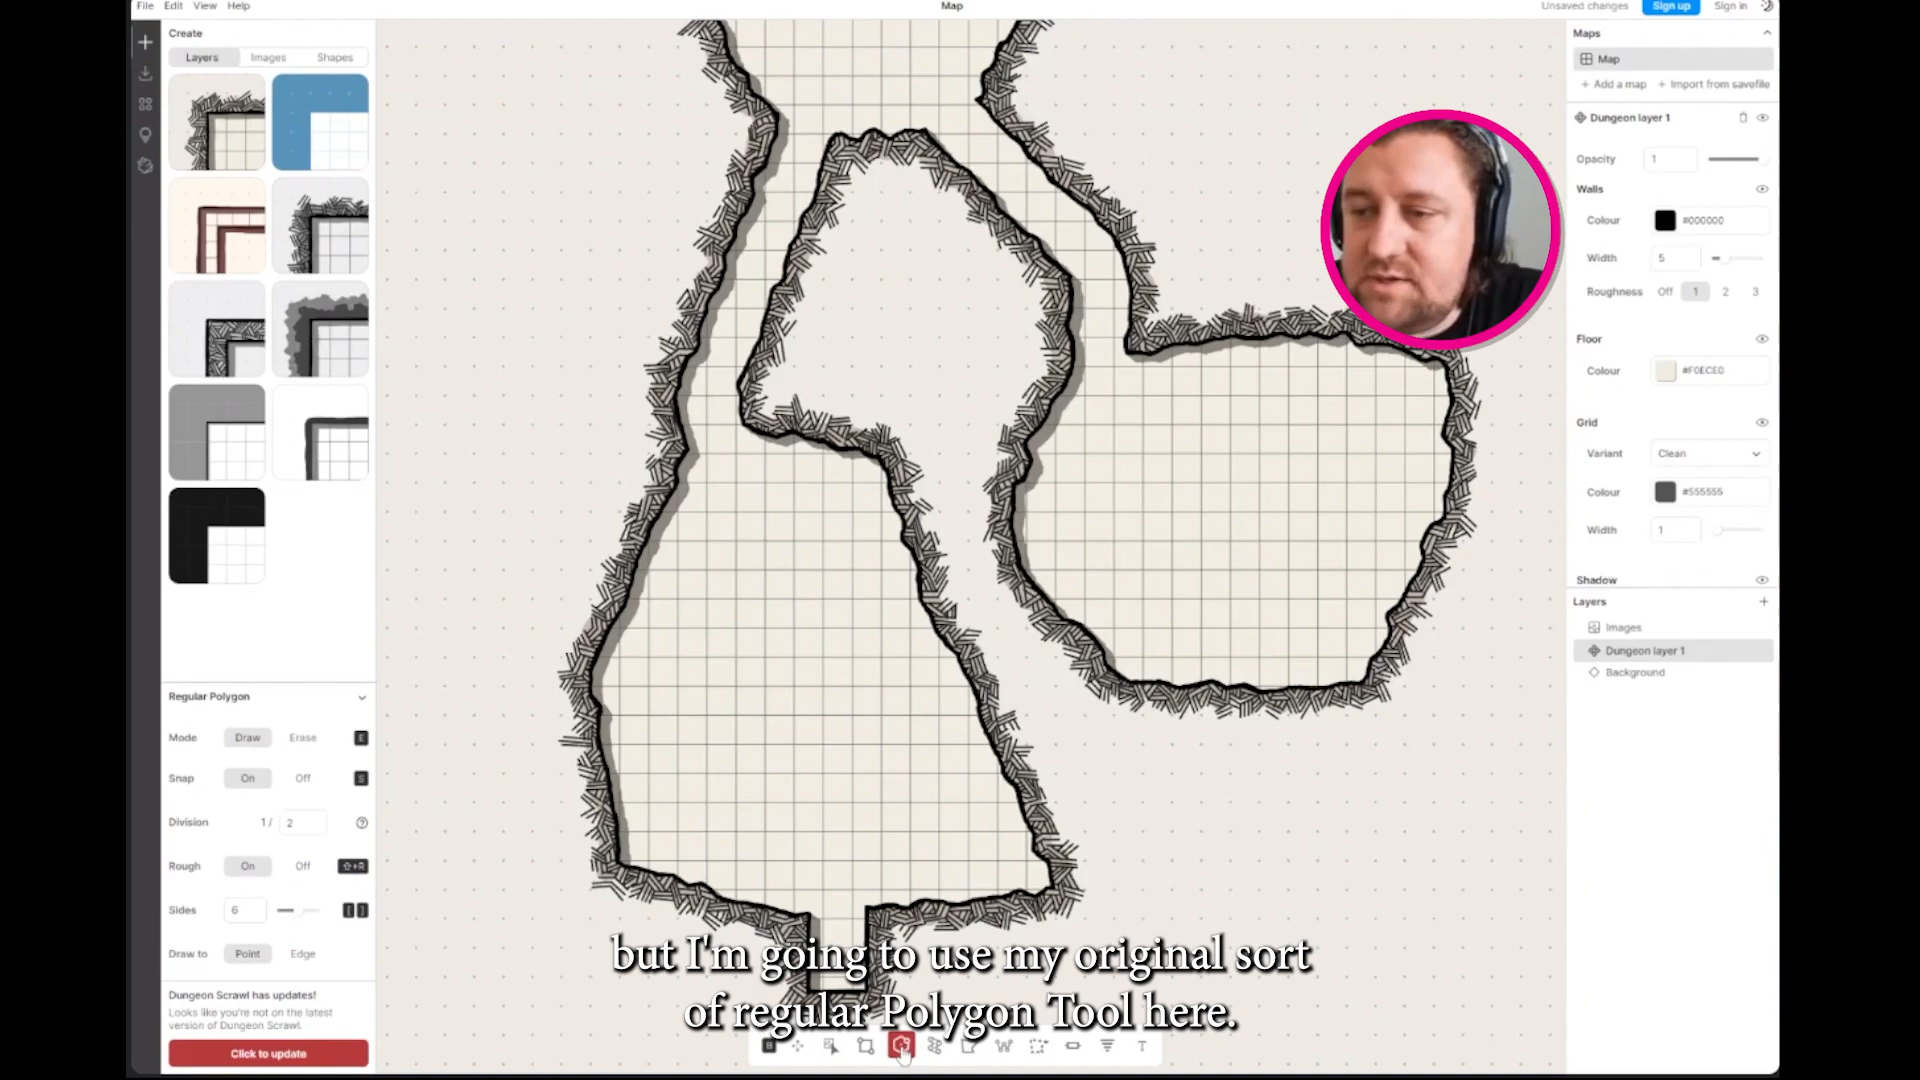 File Edit View Help
Map
Unsaved changes Sign up Sign in
Create
Layers Images Shapes
Regular Polygon
Mode Draw Erase E
Snap On Off S
Division 1 / 2
Rough On Off
Sides 6 [ ]
Draw to Point Edge
Dungeon Scrawl has updates!
Looks like you're not on the latest
version of Dungeon Scrawl.
Click to update
but I'm going to use my original sort
of regular Polygon Tool here.
Maps
Map
+ Add a map + Import from savefile
Dungeon layer 1
Opacity 1
Walls
Colour #000000
Width 5
Roughness Off 1 2 3
Floor
Colour #F0ECE0
Grid
Variant Clean
Colour #555555
Width 1
Shadow
Layers +
Images
Dungeon layer 1
Background